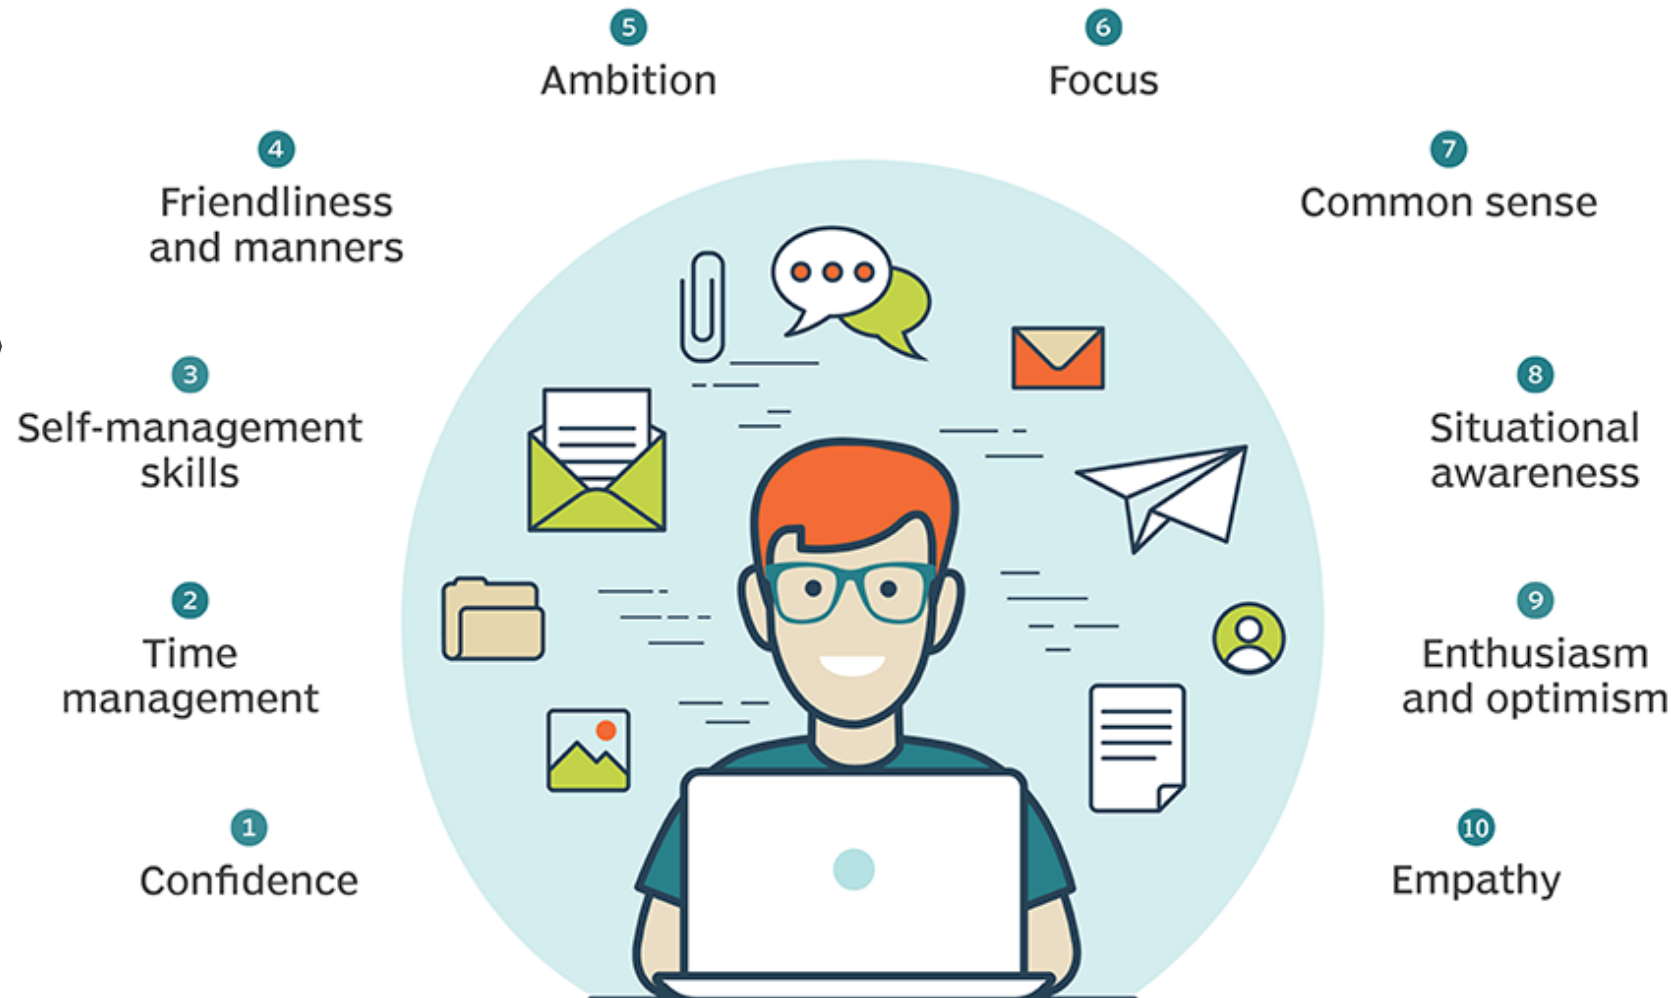 1
Confidence
2
Time
management
3
Self-management
skills
4
Friendliness
and manners
5
Ambition
6
Focus
7
Common sense
8
Situational
awareness
9
Enthusiasm
and optimism
10
Empathy